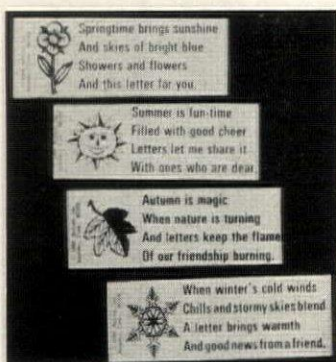 Springtime brings sunshine
And skies of bright blue
Showers and flowers
And this letter for you.
Summer is fun-time
Filled with good cheer
Letters let me share it
With ones who are dear.
Autumn is magic
When nature is turning
And letters keep the flame
Of our friendship burning.
When winter's cold winds
Chills and stormy skies blend
A letter brings warmth
And good news from a friend.